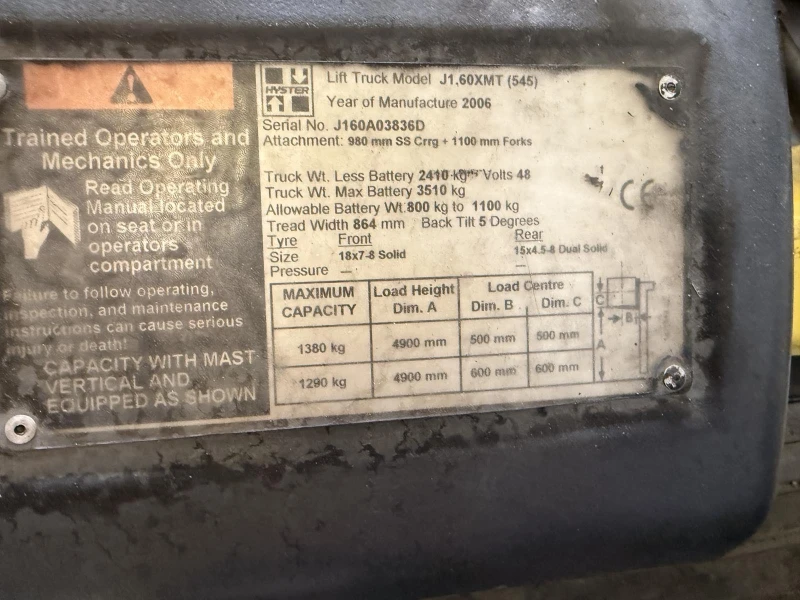 Trained Operators and
Mechanics Only
Read Operating
Manual located
on seat or in
operators
compartment
Failure to follow operating,
inspection, and maintenance
instructions can cause serious
injury or death!
CAPACITY WITH MAST
VERTICAL AND
EQUIPPED AS SHOWN
HYSTER
Lift Truck Model J1.60XMT (545)
Year of Manufacture 2006
Serial No. J160A03836D
Attachment: 980 mm SS Crrg + 1100 mm Forks
Truck Wt. Less Battery 2410 kg Volts 48
Truck Wt. Max Battery 3510 kg
Allowable Battery Wt. 800 kg to 1100 kg
Tread Width 864 mm Back Tilt 5 Degrees
Tyre Front Rear
Size 18x7-8 Solid 15x4.5-8 Dual Solid
Pressure — —
CE
MAXIMUM CAPACITY Load Height Dim. A Load Centre Dim. B Dim. C
1380 kg 4900 mm 500 mm 500 mm
1290 kg 4900 mm 600 mm 600 mm
C
B
A